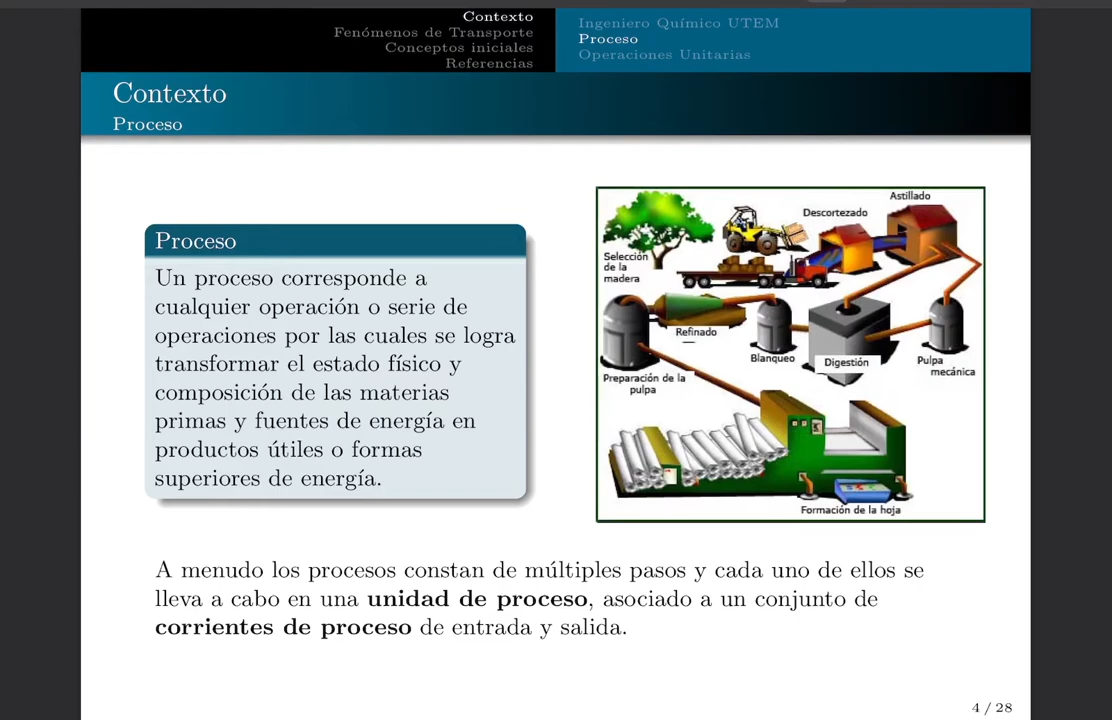 Contexto
Fenómenos de Transporte
Conceptos iniciales
Referencias
Ingeniero Químico UTEM
Proceso
Operaciones Unitarias
Contexto
Proceso
Proceso
Un proceso corresponde a
cualquier operación o serie de
operaciones por las cuales se logra
transformar el estado físico y
composición de las materias
primas y fuentes de energía en
productos útiles o formas
superiores de energía.
Astillado
Descortezado
Selección
de la
madera
Refinado
Blanqueo
Digestión
Pulpa
mecánica
Preparación de la
pulpa
Formación de la hoja
A menudo los procesos constan de múltiples pasos y cada uno de ellos se
lleva a cabo en una unidad de proceso, asociado a un conjunto de
corrientes de proceso de entrada y salida.
4 / 28